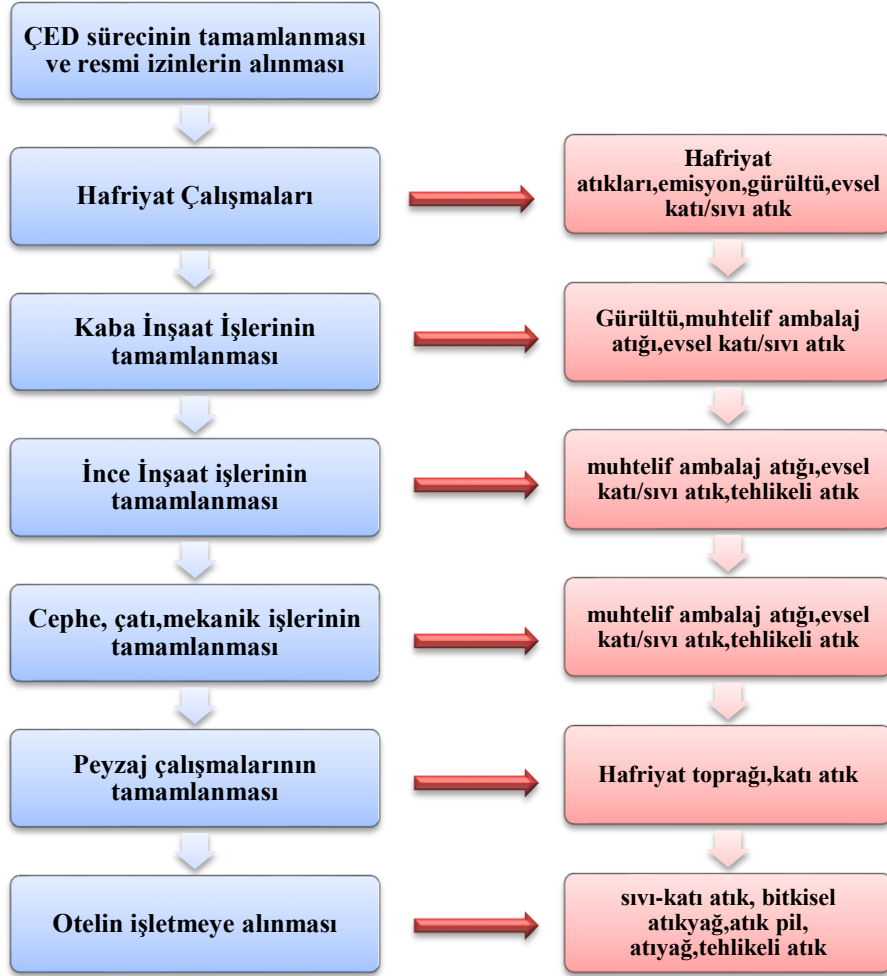 ÇED sürecinin tamamlanması
ve resmi izinlerin alınması
Hafriyat Çalışmaları
Hafriyat
atıkları,emisyon,gürültü,evsel
katı/sıvı atık
Kaba İnşaat İşlerinin
tamamlanması
Gürültü,muhtelif ambalaj
atığı,evsel katı/sıvı atık
İnce İnşaat işlerinin
tamamlanması
muhtelif ambalaj atığı,evsel
katı/sıvı atık,tehlikeli atık
Cephe, çatı,mekanik işlerinin
tamamlanması
muhtelif ambalaj atığı,evsel
katı/sıvı atık,tehlikeli atık
Peyzaj çalışmalarının
tamamlanması
Hafriyat toprağı,katı atık
Otelin işletmeye alınması
sıvı-katı atık, bitkisel
atıkyağ,atık pil,
atıyağ,tehlikeli atık